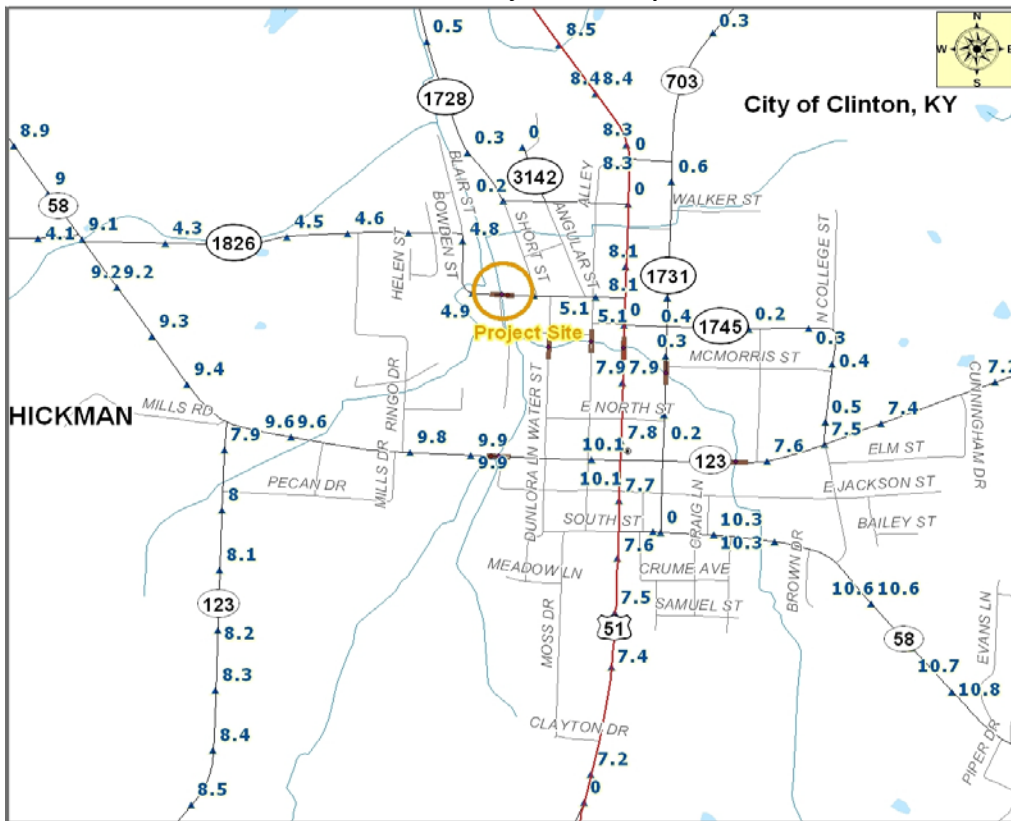 8.5
0.3
N
W
E
S
0.5
8.4 8.4
703
City of Clinton, KY
1728
8.9
8.3
0
0.3
0
8.3
0.6
9
BLAIR ST
3142
ALLEY
58
0.2
0
WALKER ST
BOWDEN ST
ANGULAR ST
SHORT ST
N COLLEGE ST
4.1
9.1
4.3
4.5
4.6
4.8
1826
HELEN ST
8.1
1731
9.2 9.2
8.1
4.9
5.1
5.1
0
0.4
1745
0.2
9.3
Project Site
0.3
0.3
MCMORRIS ST
0.4
9.4
RINGO DR
7.9 7.9
CUNNINGHAM DR
7.2
HICKMAN
MILLS RD
WATER ST
E NORTH ST
0.5
7.4
7.9
9.6 9.6
9.8
9.9
7.8
0.2
7.5
9.9
10.1
123
7.6
ELM ST
MILLS DR
DUNLORA LN
10.1
7.7
CRAIG LN
E JACKSON ST
PECAN DR
8
SOUTH ST
0
10.3
BAILEY ST
10.3
8.1
7.6
MEADOW LN
CRUME AVE
BROWN DR
10.6 10.6
123
MOSS DR
7.5
SAMUEL ST
EVANS LN
8.2
51
58
8.3
7.4
10.7
10.8
8.4
CLAYTON DR
7.2
PIPER DR
8.5
0